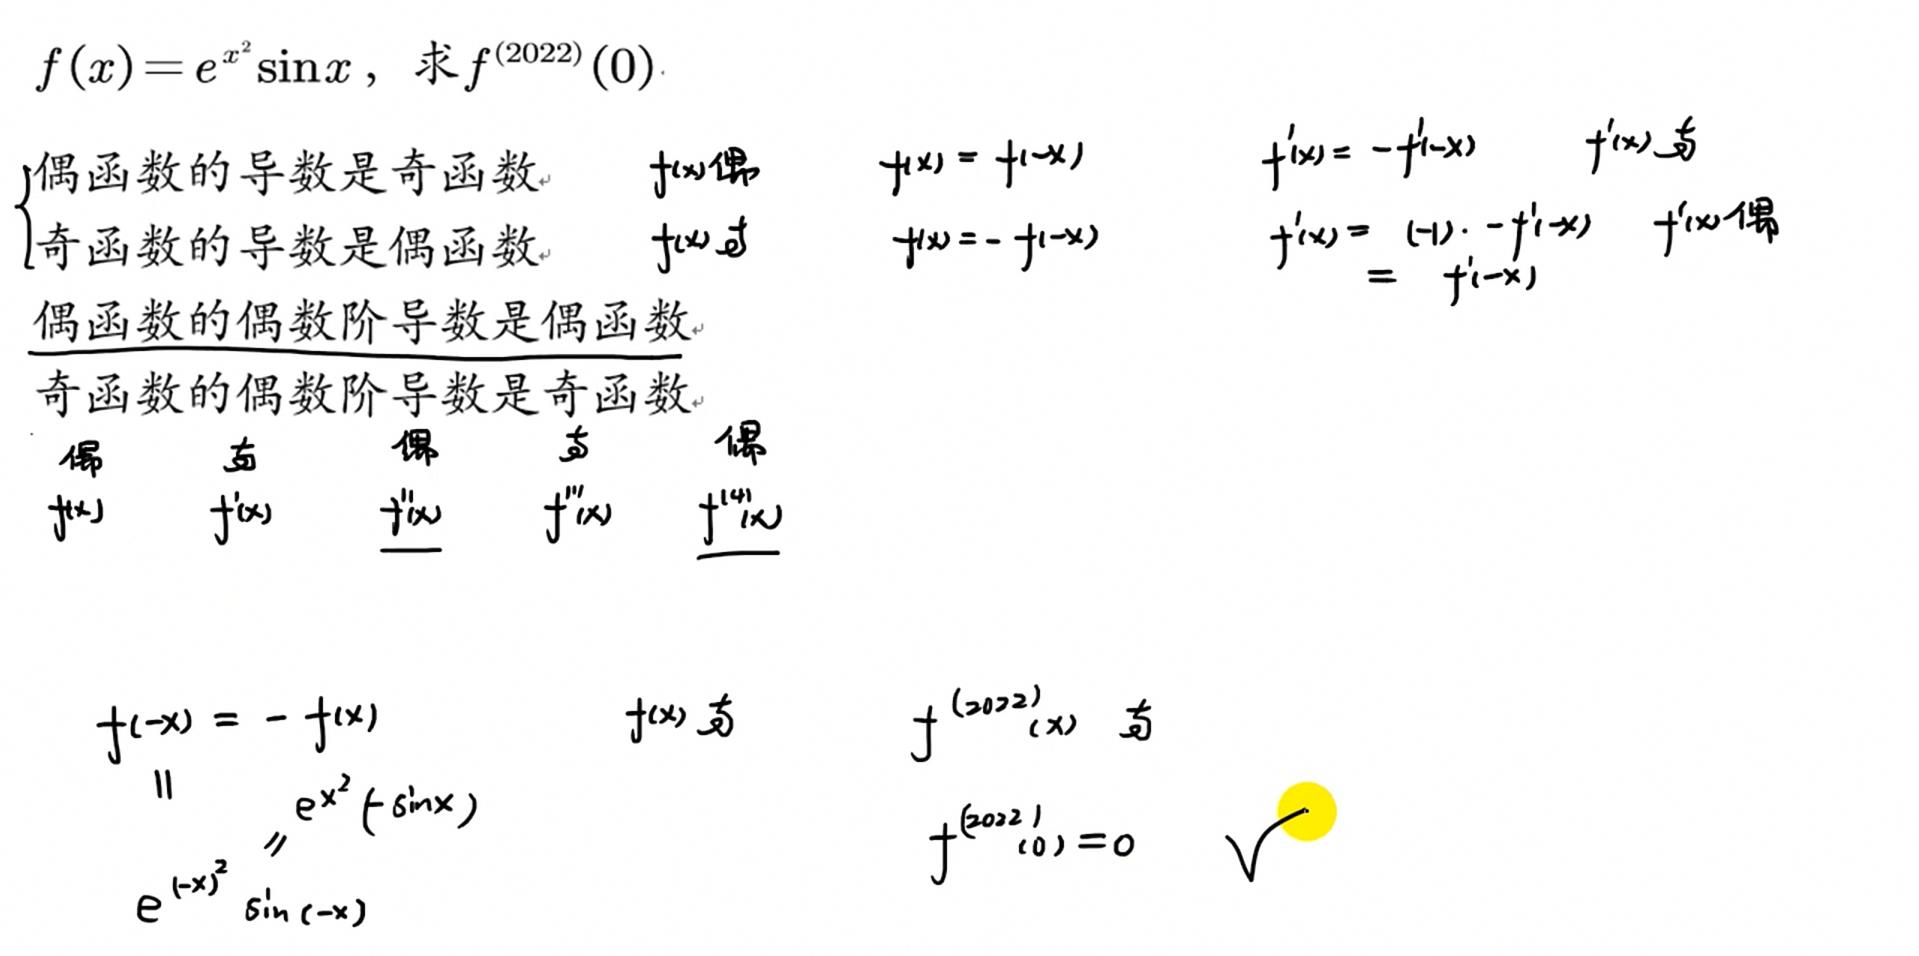 f(x)=e^{x^2}sinx，求f^{(2022)}(0).
偶函数的导数是奇函数 f(x)偶 f(x) = f(-x) f'(x) = -f'(-x) f'(x)奇
奇函数的导数是偶函数 f(x)奇 f(x) = -f(-x) f'(x) = (-1)·-f'(-x) f'(x)偶
= f'(-x)
偶函数的偶数阶导数是偶函数
奇函数的偶数阶导数是奇函数
偶 奇 偶 奇 偶
f(x) f'(x) f''(x) f'''(x) f^{(4)}(x)
f(-x) = -f(x) f(x)奇 f^{(2022)}(x) 奇
= e^{x^2}(-sinx) f^{(2022)}(0) = 0 √
= e^{(-x)^2} sin(-x)